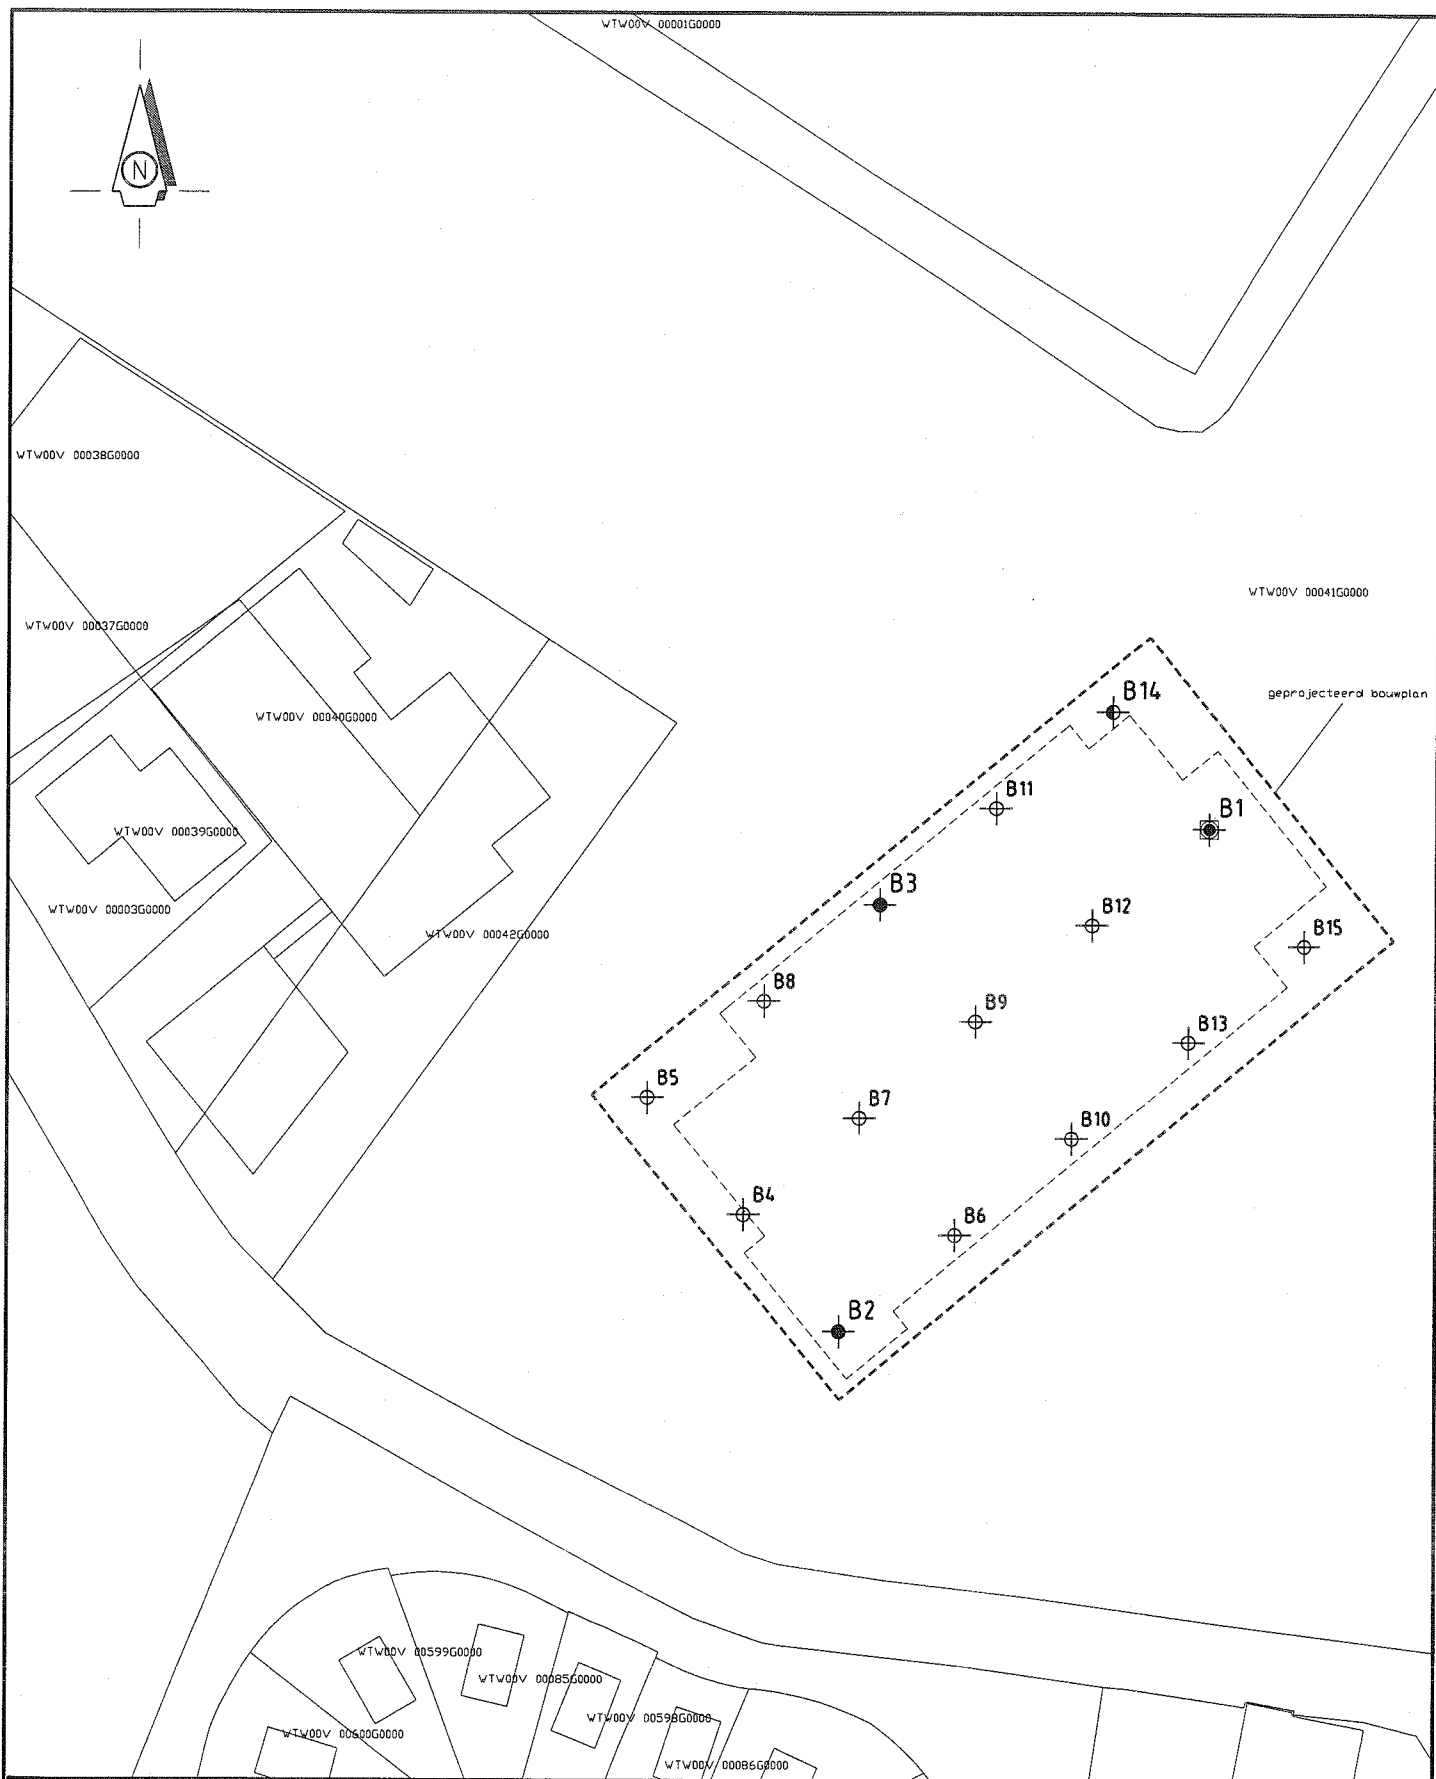 WTW00V 00001G0000
N
WTW00V 00038G0000
WTW00V 00041G0000
WTW00V 00037G0000
geprojecteerd bouwplan
B14
WTW00V 00040G0000
B11
B1
WTW00V 00039G0000
B3
WTW00V 00003G0000
B12
WTW00V 00042G0000
B15
B8
B9
B13
B5
B7
B10
B4
B6
B2
WTW00V 00599G0000
WTW00V 00085G0000
WTW00V 00598G0000
WTW00V 00600G0000
WTW00V 00086G0000